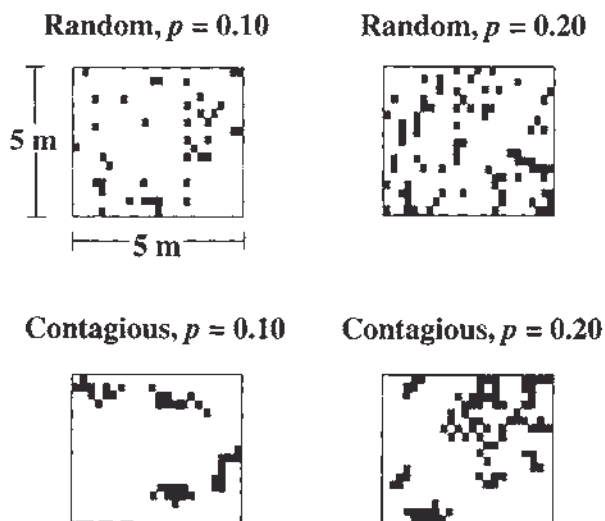 Random, p = 0.10
Random, p = 0.20
5 m
5 m
Contagious, p = 0.10
Contagious, p = 0.20